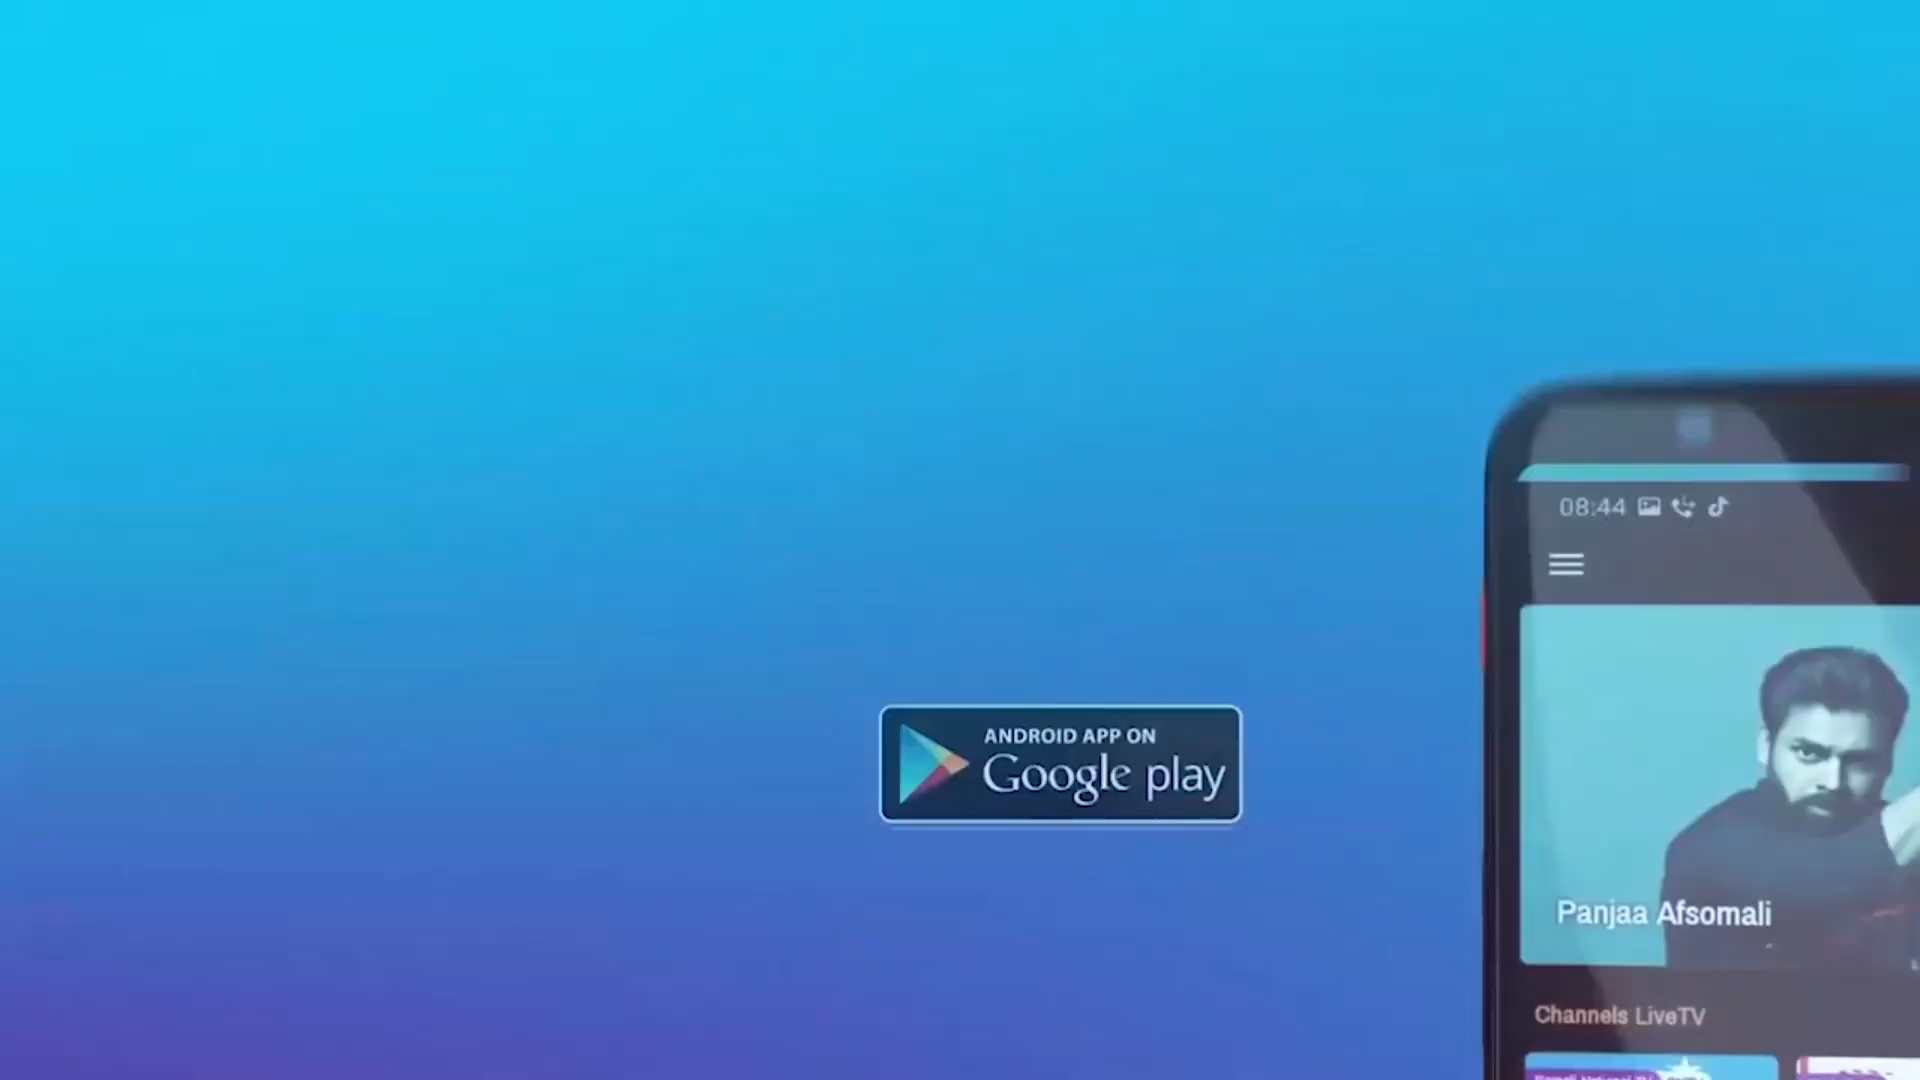 08:44
ANDROID APP ON
Google play
Panjaa Afsomali
Channels LiveTV